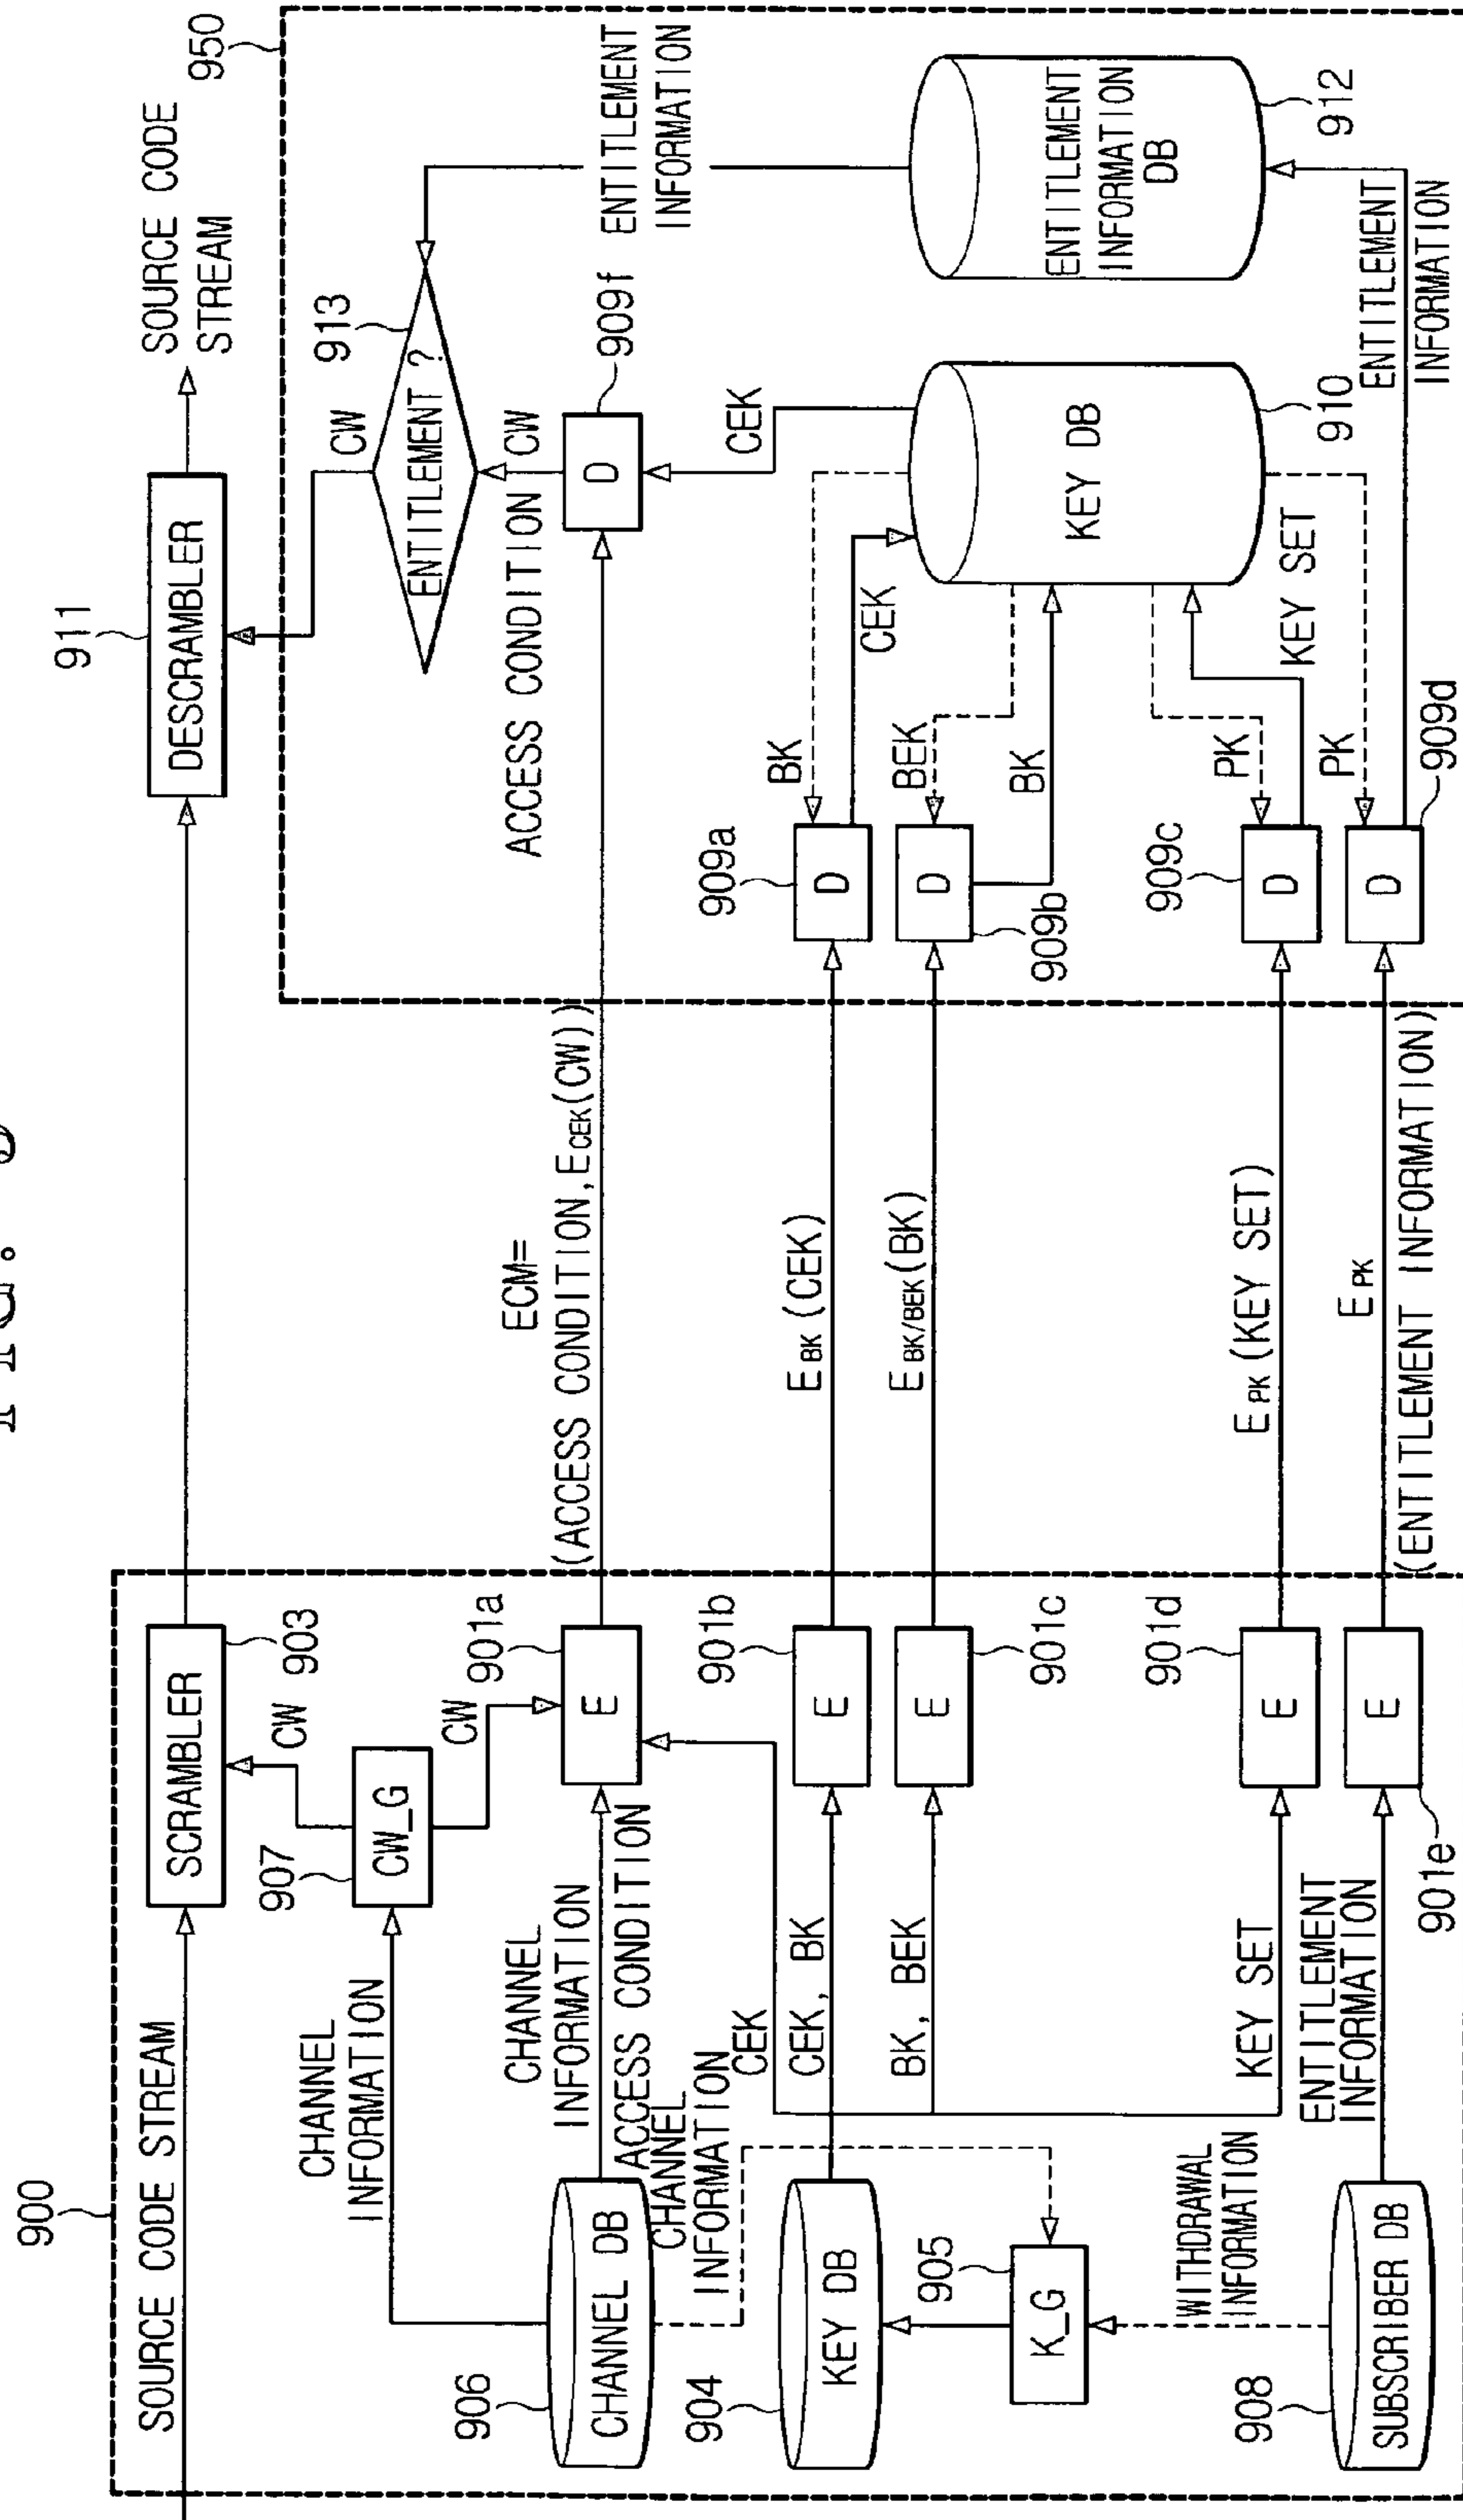 FIG. 9
900
SOURCE CODE STREAM
SCRAMBLER
903
CW
907
CW_G
CW
CHANNEL
INFORMATION
901a
E
CHANNEL
INFORMATION
ACCESS CONDITION
906
CHANNEL DB
CHANNEL
INFORMATION
CEK
904
KEY DB
CEK, BK
901b
E
BK, BEK
E
901c
905
K_G
WITHDRAWAL
INFORMATION
KEY SET
901d
E
908
SUBSCRIBER DB
ENTITLEMENT
INFORMATION
E
901e
ECM=
(ACCESS CONDITION,ECEK(CW))
EBK(CEK)
EBK/BEK(BK)
EPK(KEY SET)
EPK
(ENTITLEMENT INFORMATION)
911
DESCRAMBLER
SOURCE CODE
STREAM
950
913
CW
ENTITLEMENT ?
CW
ACCESS CONDITION
D
909f
ENTITLEMENT
INFORMATION
CEK
909a
D
BK
CEK
D
909b
BEK
BK
KEY DB
910
909c
D
PK
KEY SET
D
909d
PK
ENTITLEMENT
INFORMATION
DB
912
ENTITLEMENT
INFORMATION